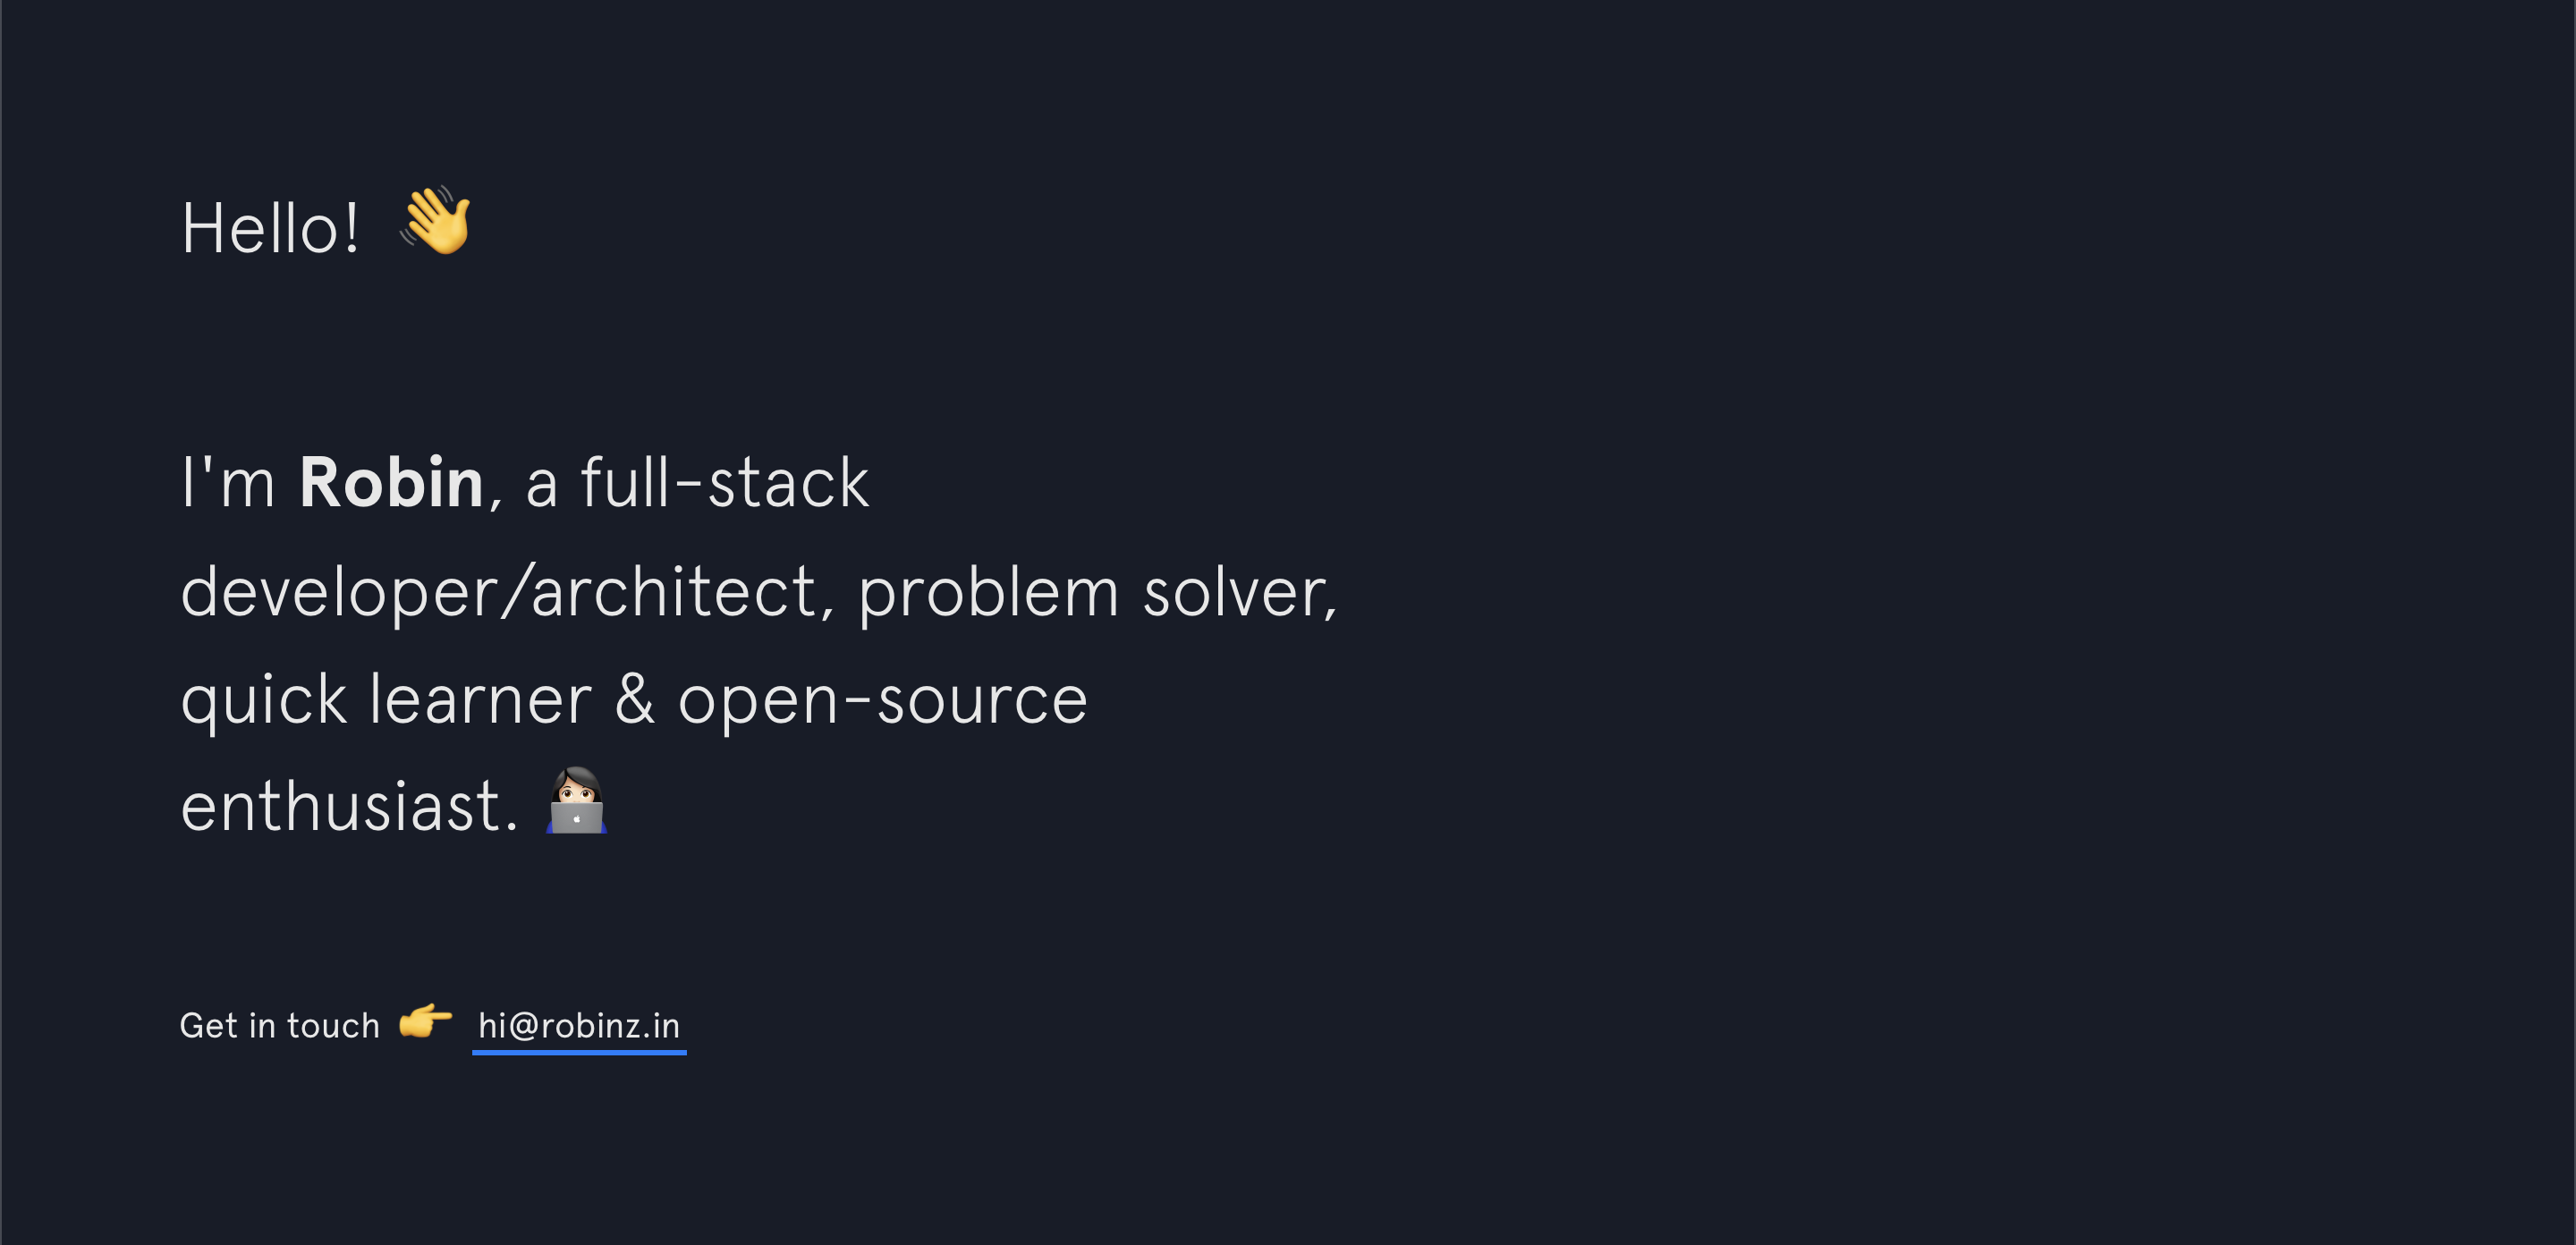 Hello! 👋
I'm Robin, a full-stack
developer/architect, problem solver,
quick learner & open-source
enthusiast. 👩🏻‍💻
Get in touch 👉 hi@robinz.in